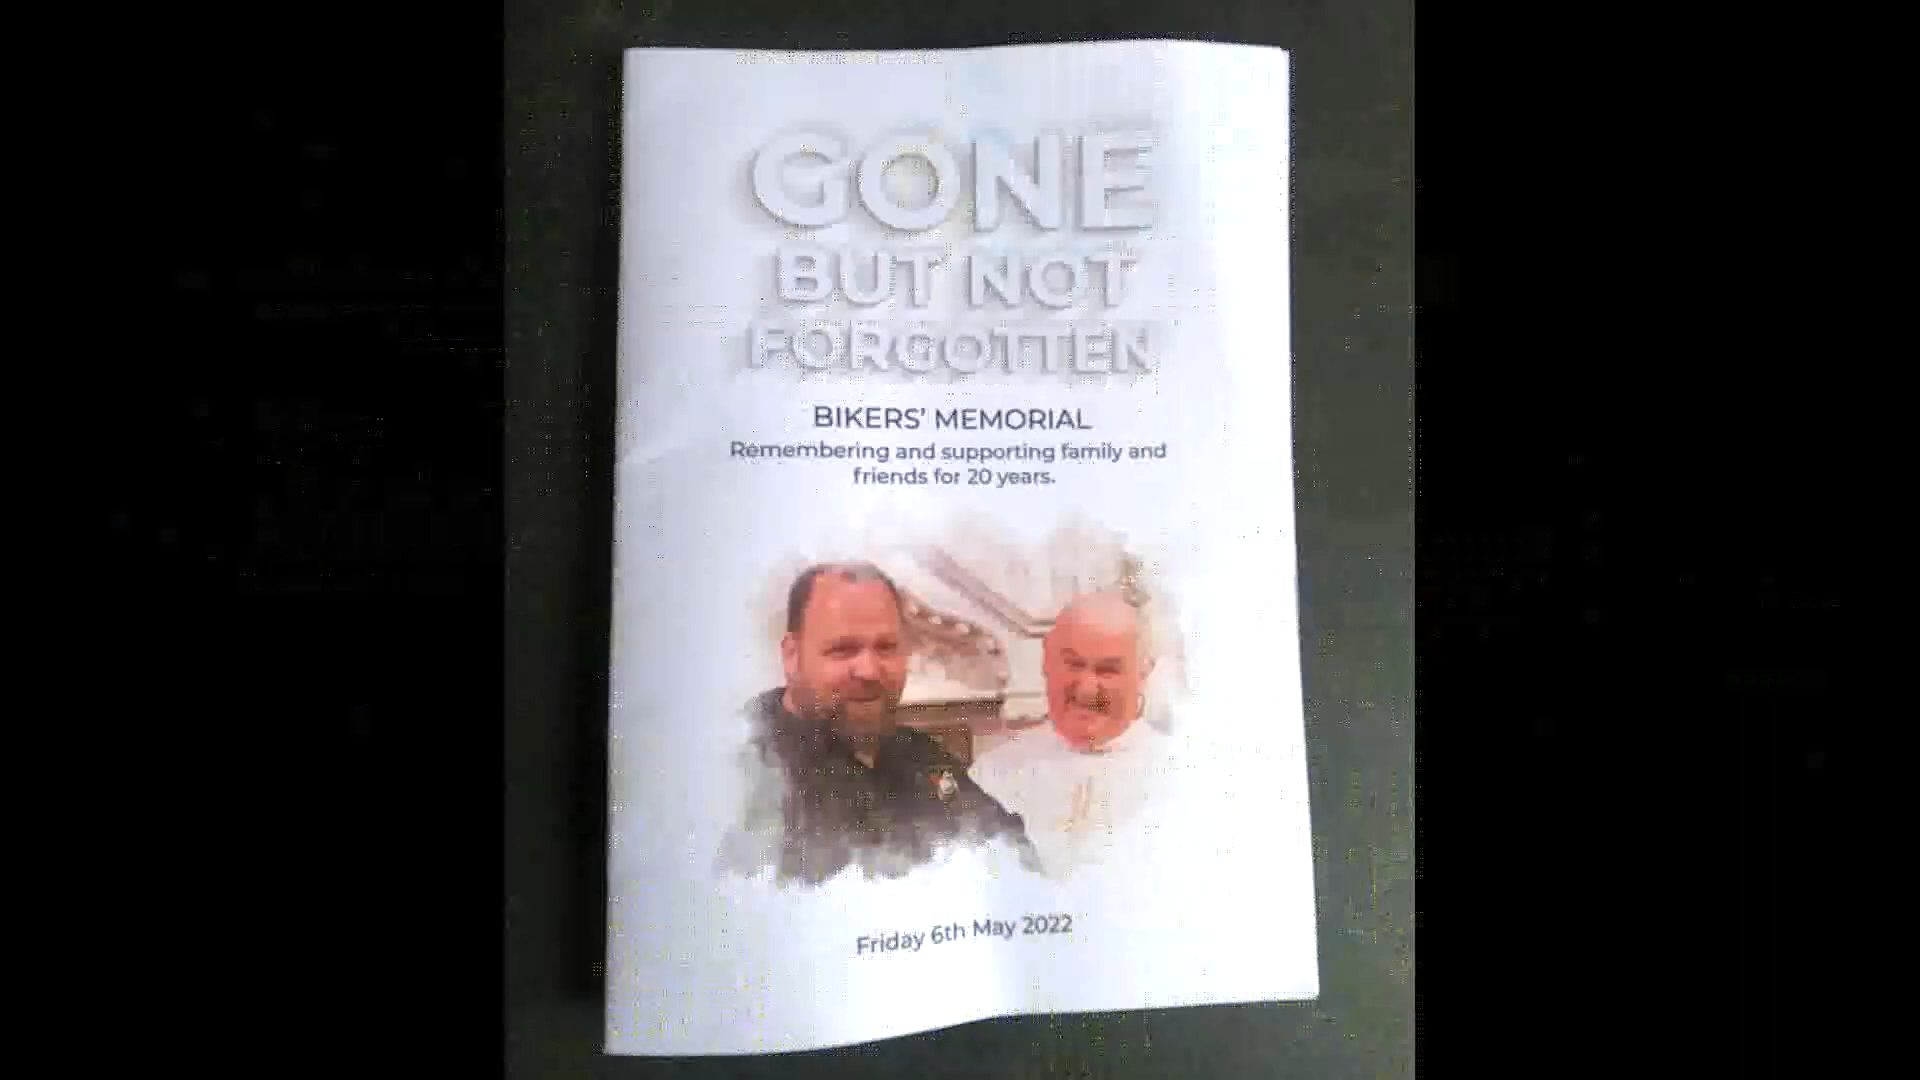 GONE
BUT NOT
FORGOTTEN
BIKERS' MEMORIAL
Remembering and supporting family and
friends for 20 years.
Friday 6th May 2022